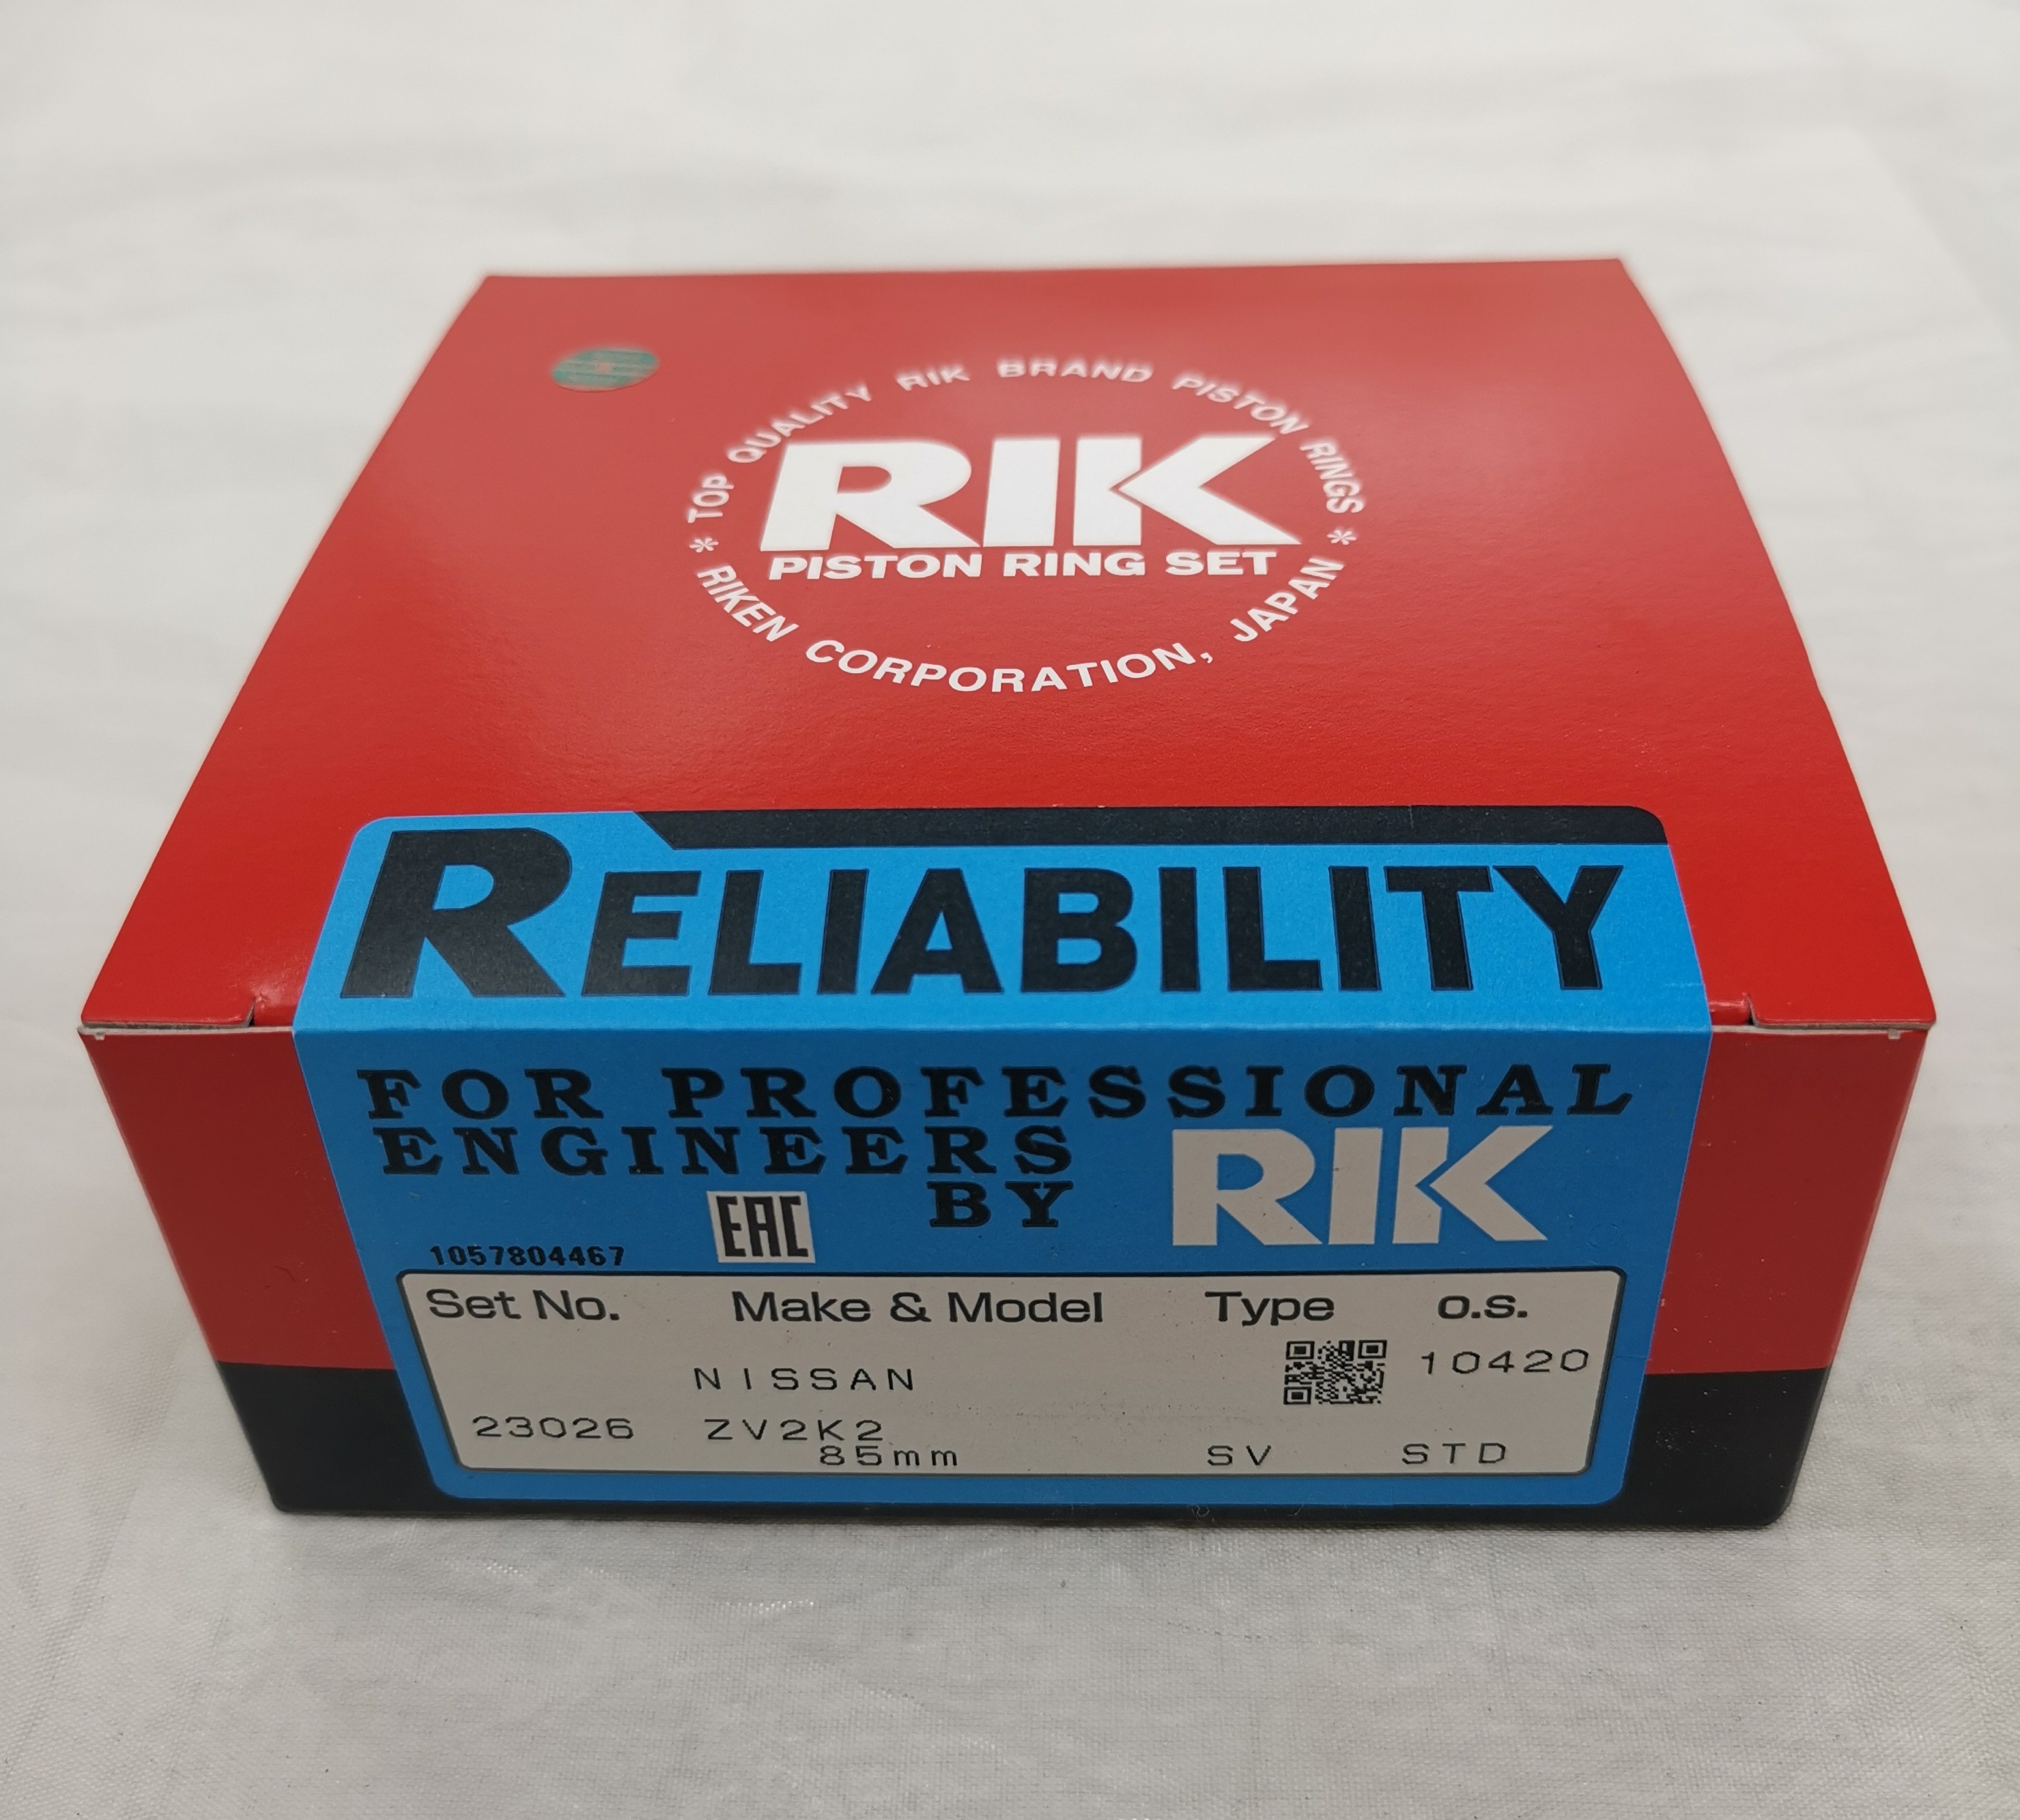 * TOP QUALITY RIK BRAND PISTON RINGS *
RIK
PISTON RING SET
RIKEN CORPORATION, JAPAN
RELIABILITY
FOR PROFESSIONAL
ENGINEERS
BY RIK
EAC
1057804467
Set No. Make & Model Type O.S.
10420
NISSAN
23026 ZV2K2
85mm SV STD